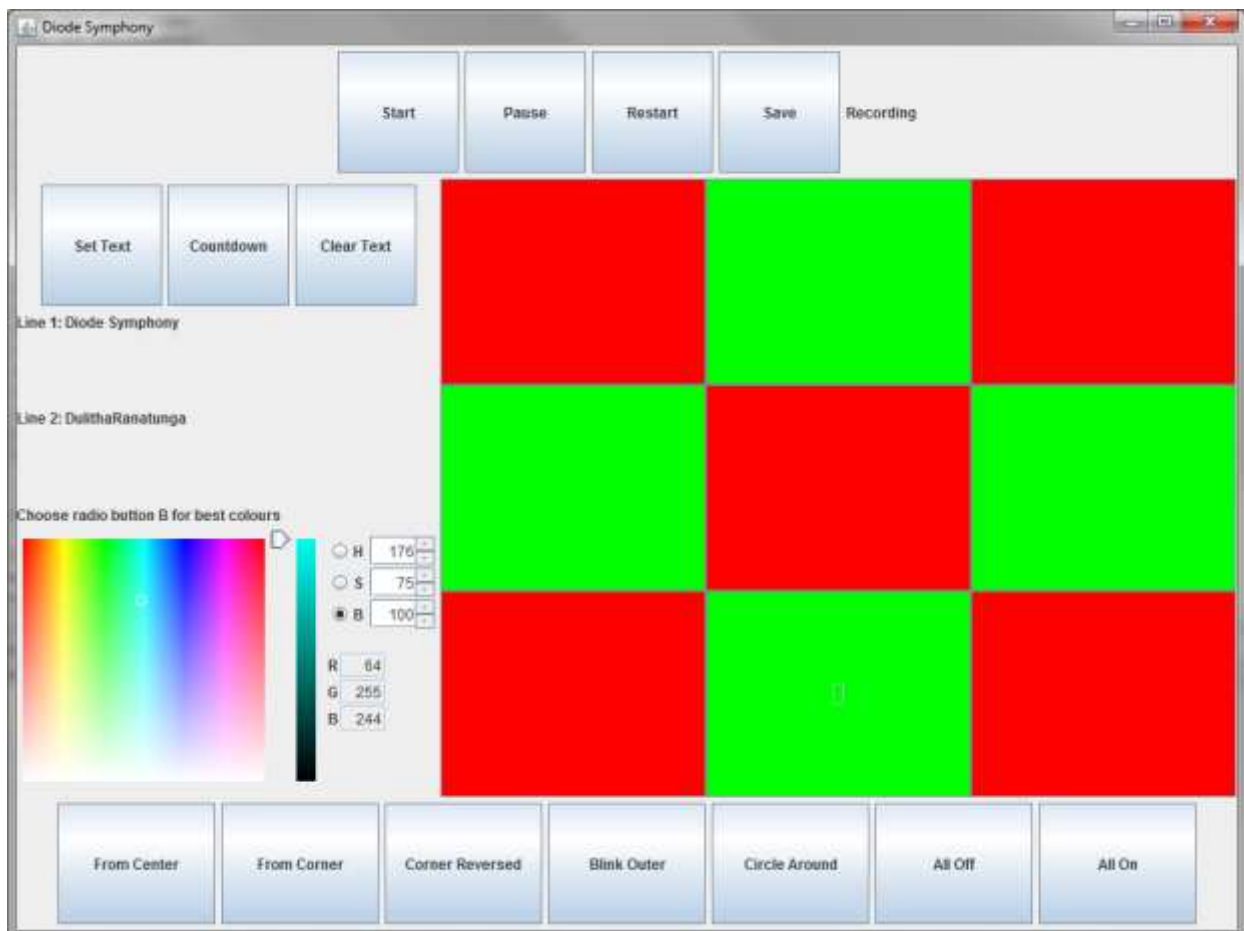 Diode Symphony
Start Pause Restart Save Recording
Set Text Countdown Clear Text
Line 1: Diode Symphony
Line 2: DulithaRanatunga
Choose radio button B for best colours
H 176
S 75
B 100
R 64
G 255
B 244
From Center From Corner Corner Reversed Blink Outer Circle Around All Off All On